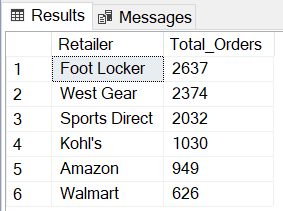 Results Messages
Retailer Total_Orders
1 Foot Locker 2637
2 West Gear 2374
3 Sports Direct 2032
4 Kohl's 1030
5 Amazon 949
6 Walmart 626